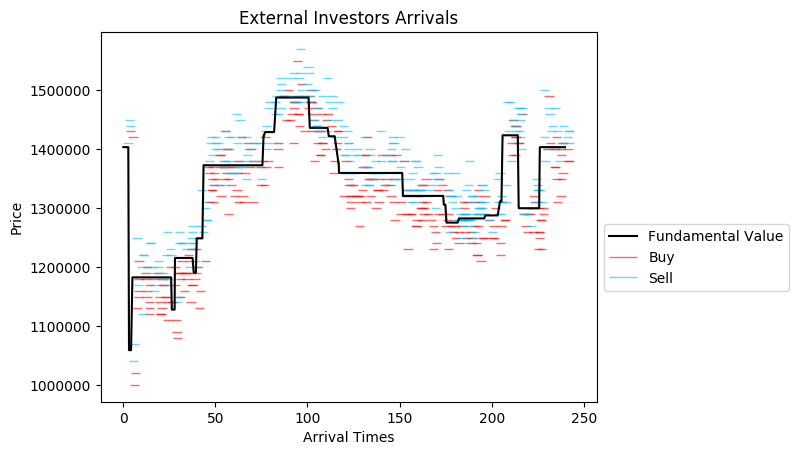 External Investors Arrivals
Price
1500000
1400000
1300000
1200000
1100000
1000000
0 50 100 150 200 250
Arrival Times
Fundamental Value
Buy
Sell